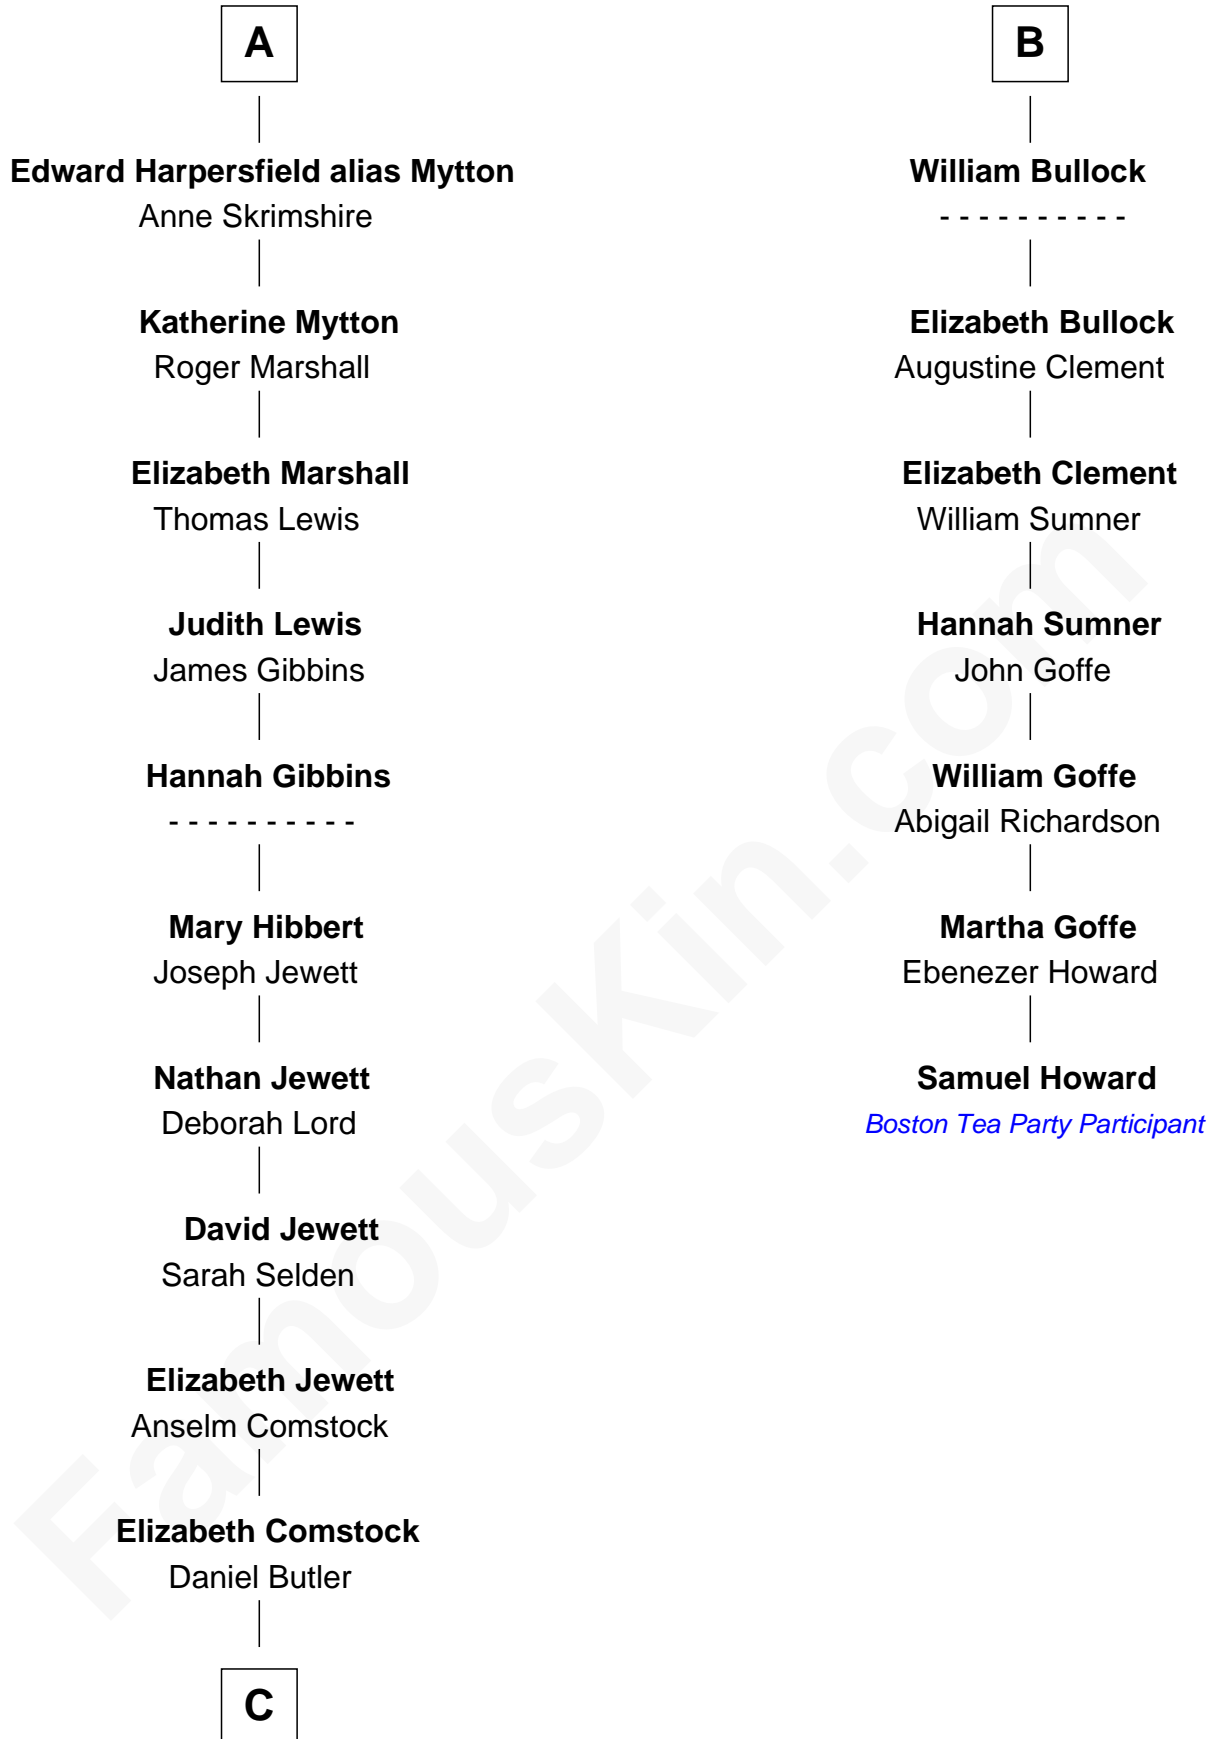 A
Edward Harpersfield alias Mytton
Anne Skrimshire
Katherine Mytton
Roger Marshall
Elizabeth Marshall
Thomas Lewis
Judith Lewis
James Gibbins
Hannah Gibbins
- - - - - - - - - -
Mary Hibbert
Joseph Jewett
Nathan Jewett
Deborah Lord
David Jewett
Sarah Selden
Elizabeth Jewett
Anselm Comstock
Elizabeth Comstock
Daniel Butler
C
B
William Bullock
- - - - - - - - - -
Elizabeth Bullock
Augustine Clement
Elizabeth Clement
William Sumner
Hannah Sumner
John Goffe
William Goffe
Abigail Richardson
Martha Goffe
Ebenezer Howard
Samuel Howard
Boston Tea Party Participant
FamousKin.com